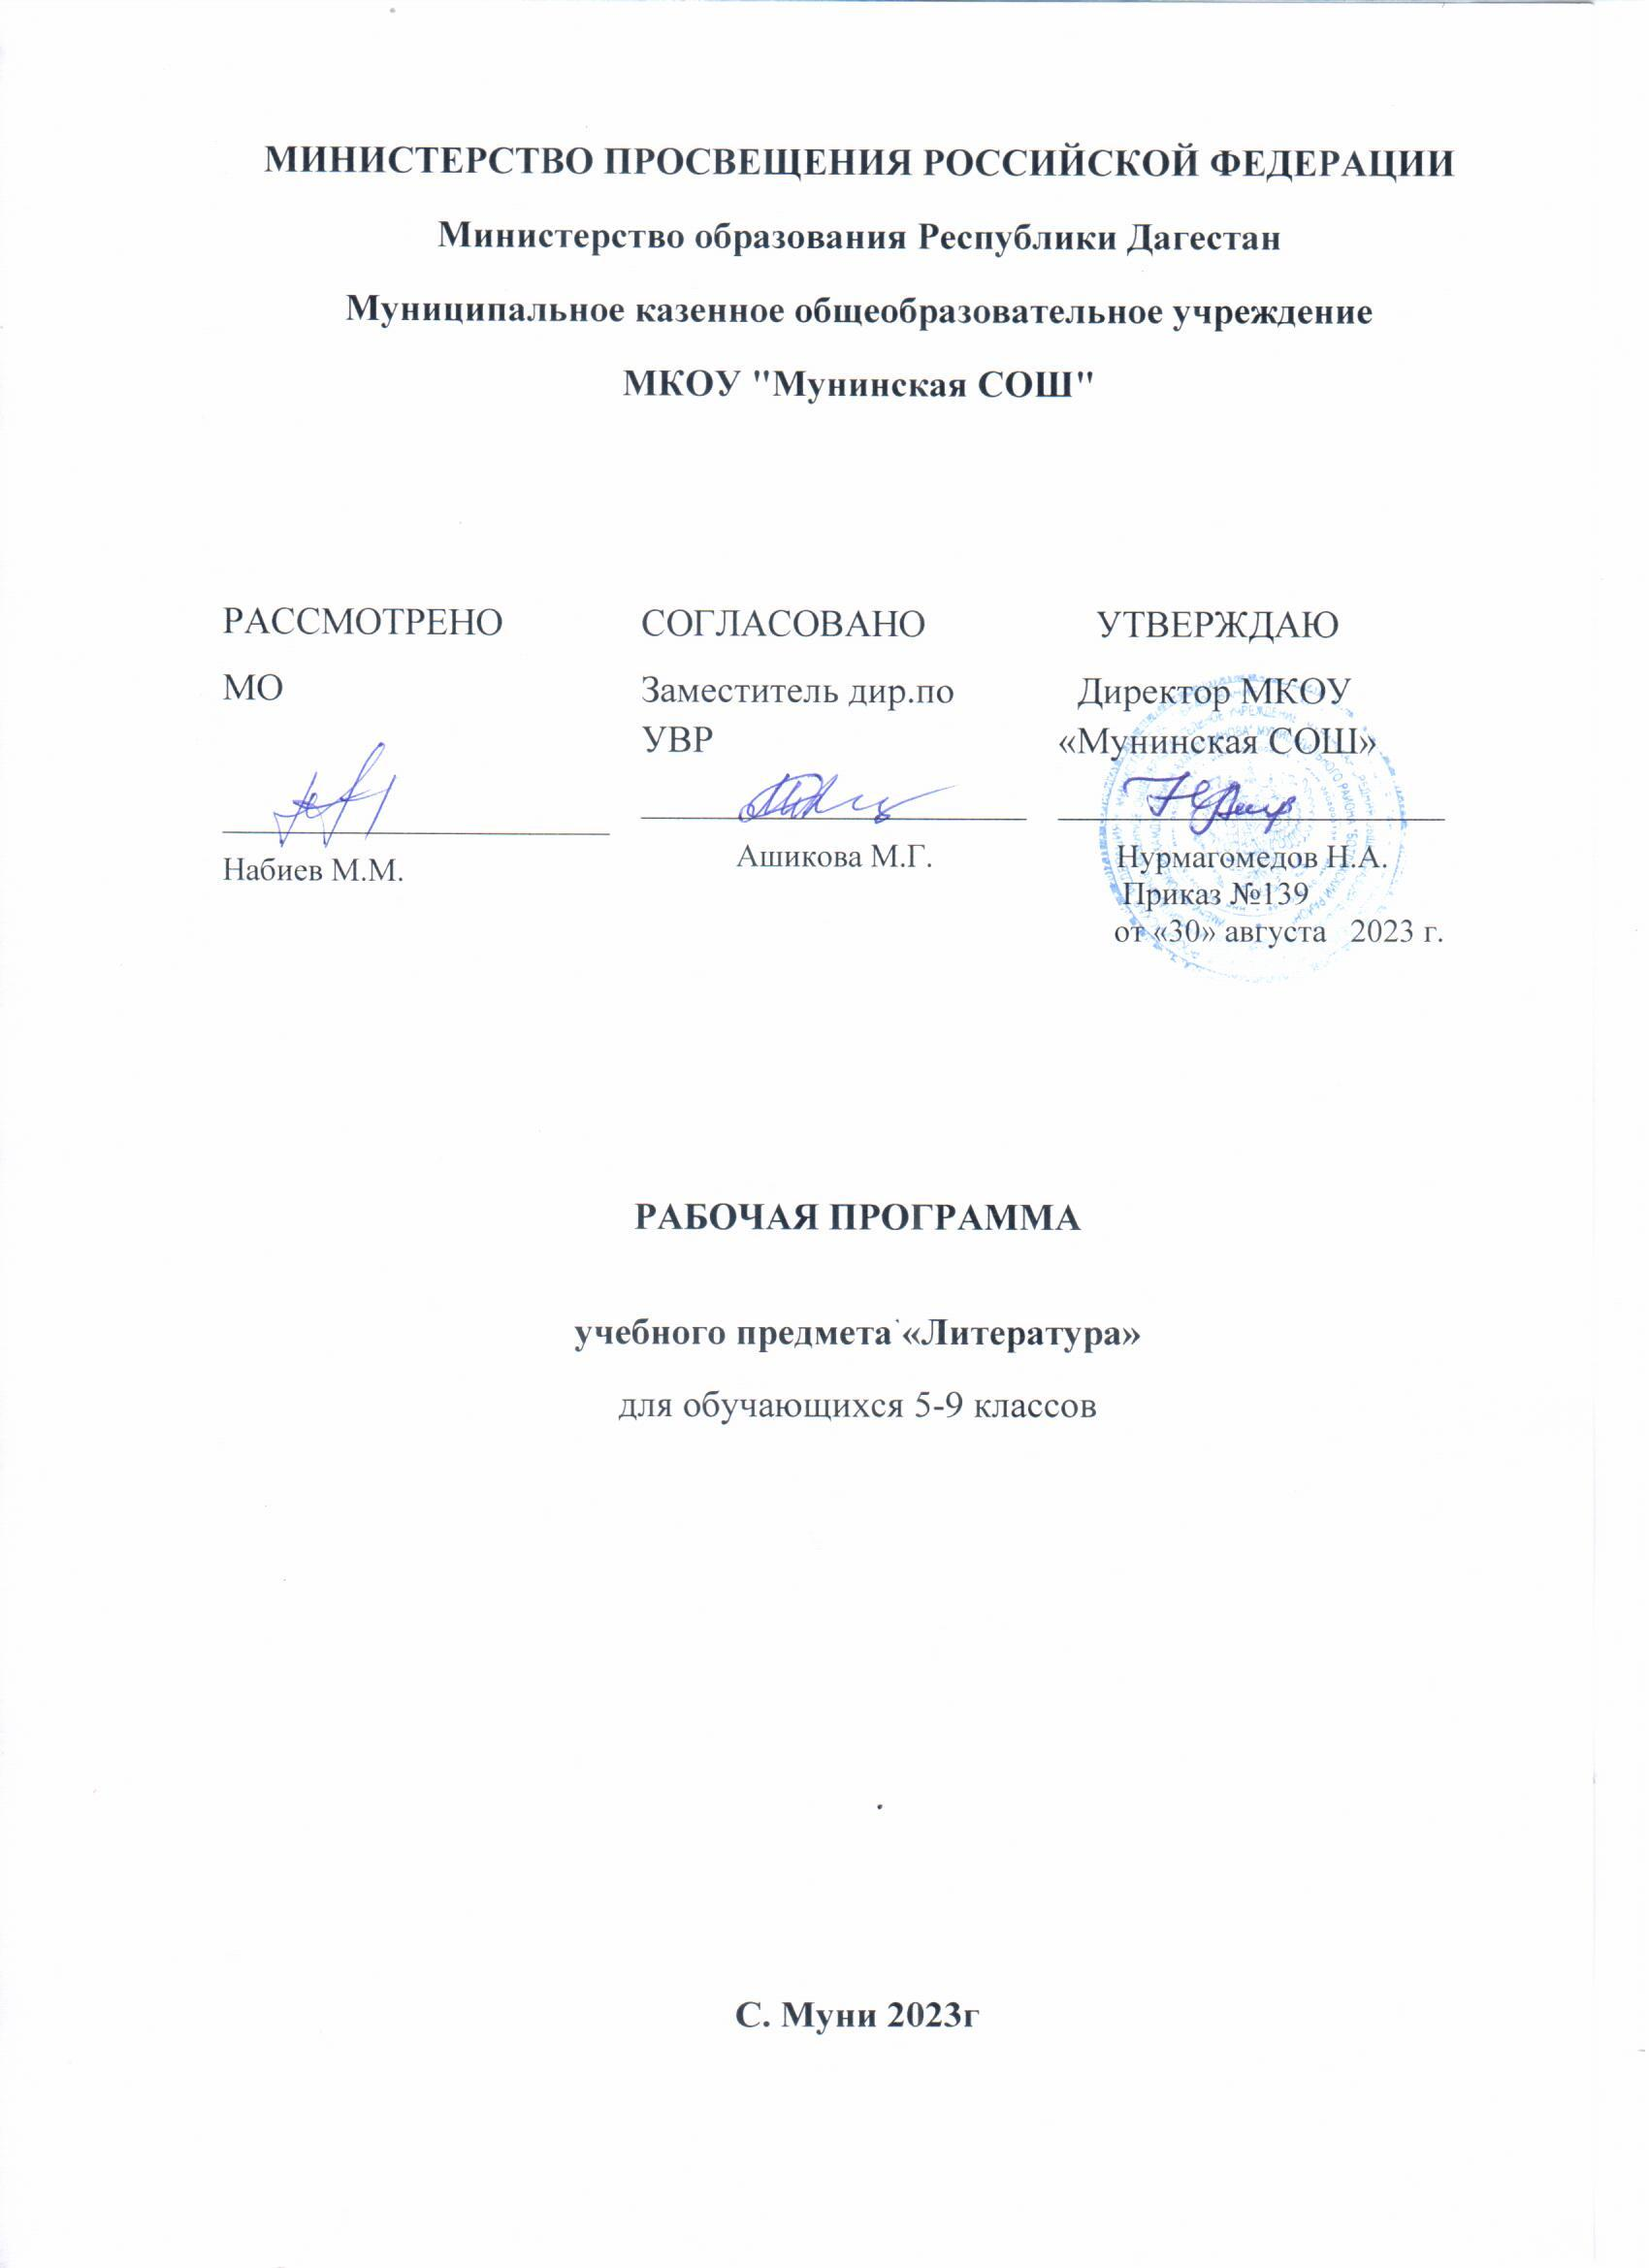 МИНИСТЕРСТВО ПРОСВЕЩЕНИЯ РОССИЙСКОЙ ФЕДЕРАЦИИ
Министерство образования Республики Дагестан
Муниципальное казенное общеобразовательное учреждение
МКОУ "Мунинская СОШ"
РАССМОТРЕНО
МО
Набиев М.М.
СОГЛАСОВАНО
Заместитель дир.по
УВР
Ашикова М.Г.
УТВЕРЖДАЮ
Директор МКОУ
«Мунинская СОШ»
Нурмагомедов Н.А.
Приказ №139
от «30» августа 2023 г.
РАБОЧАЯ ПРОГРАММА
учебного предмета «Литература»
для обучающихся 5-9 классов
С. Муни 2023г